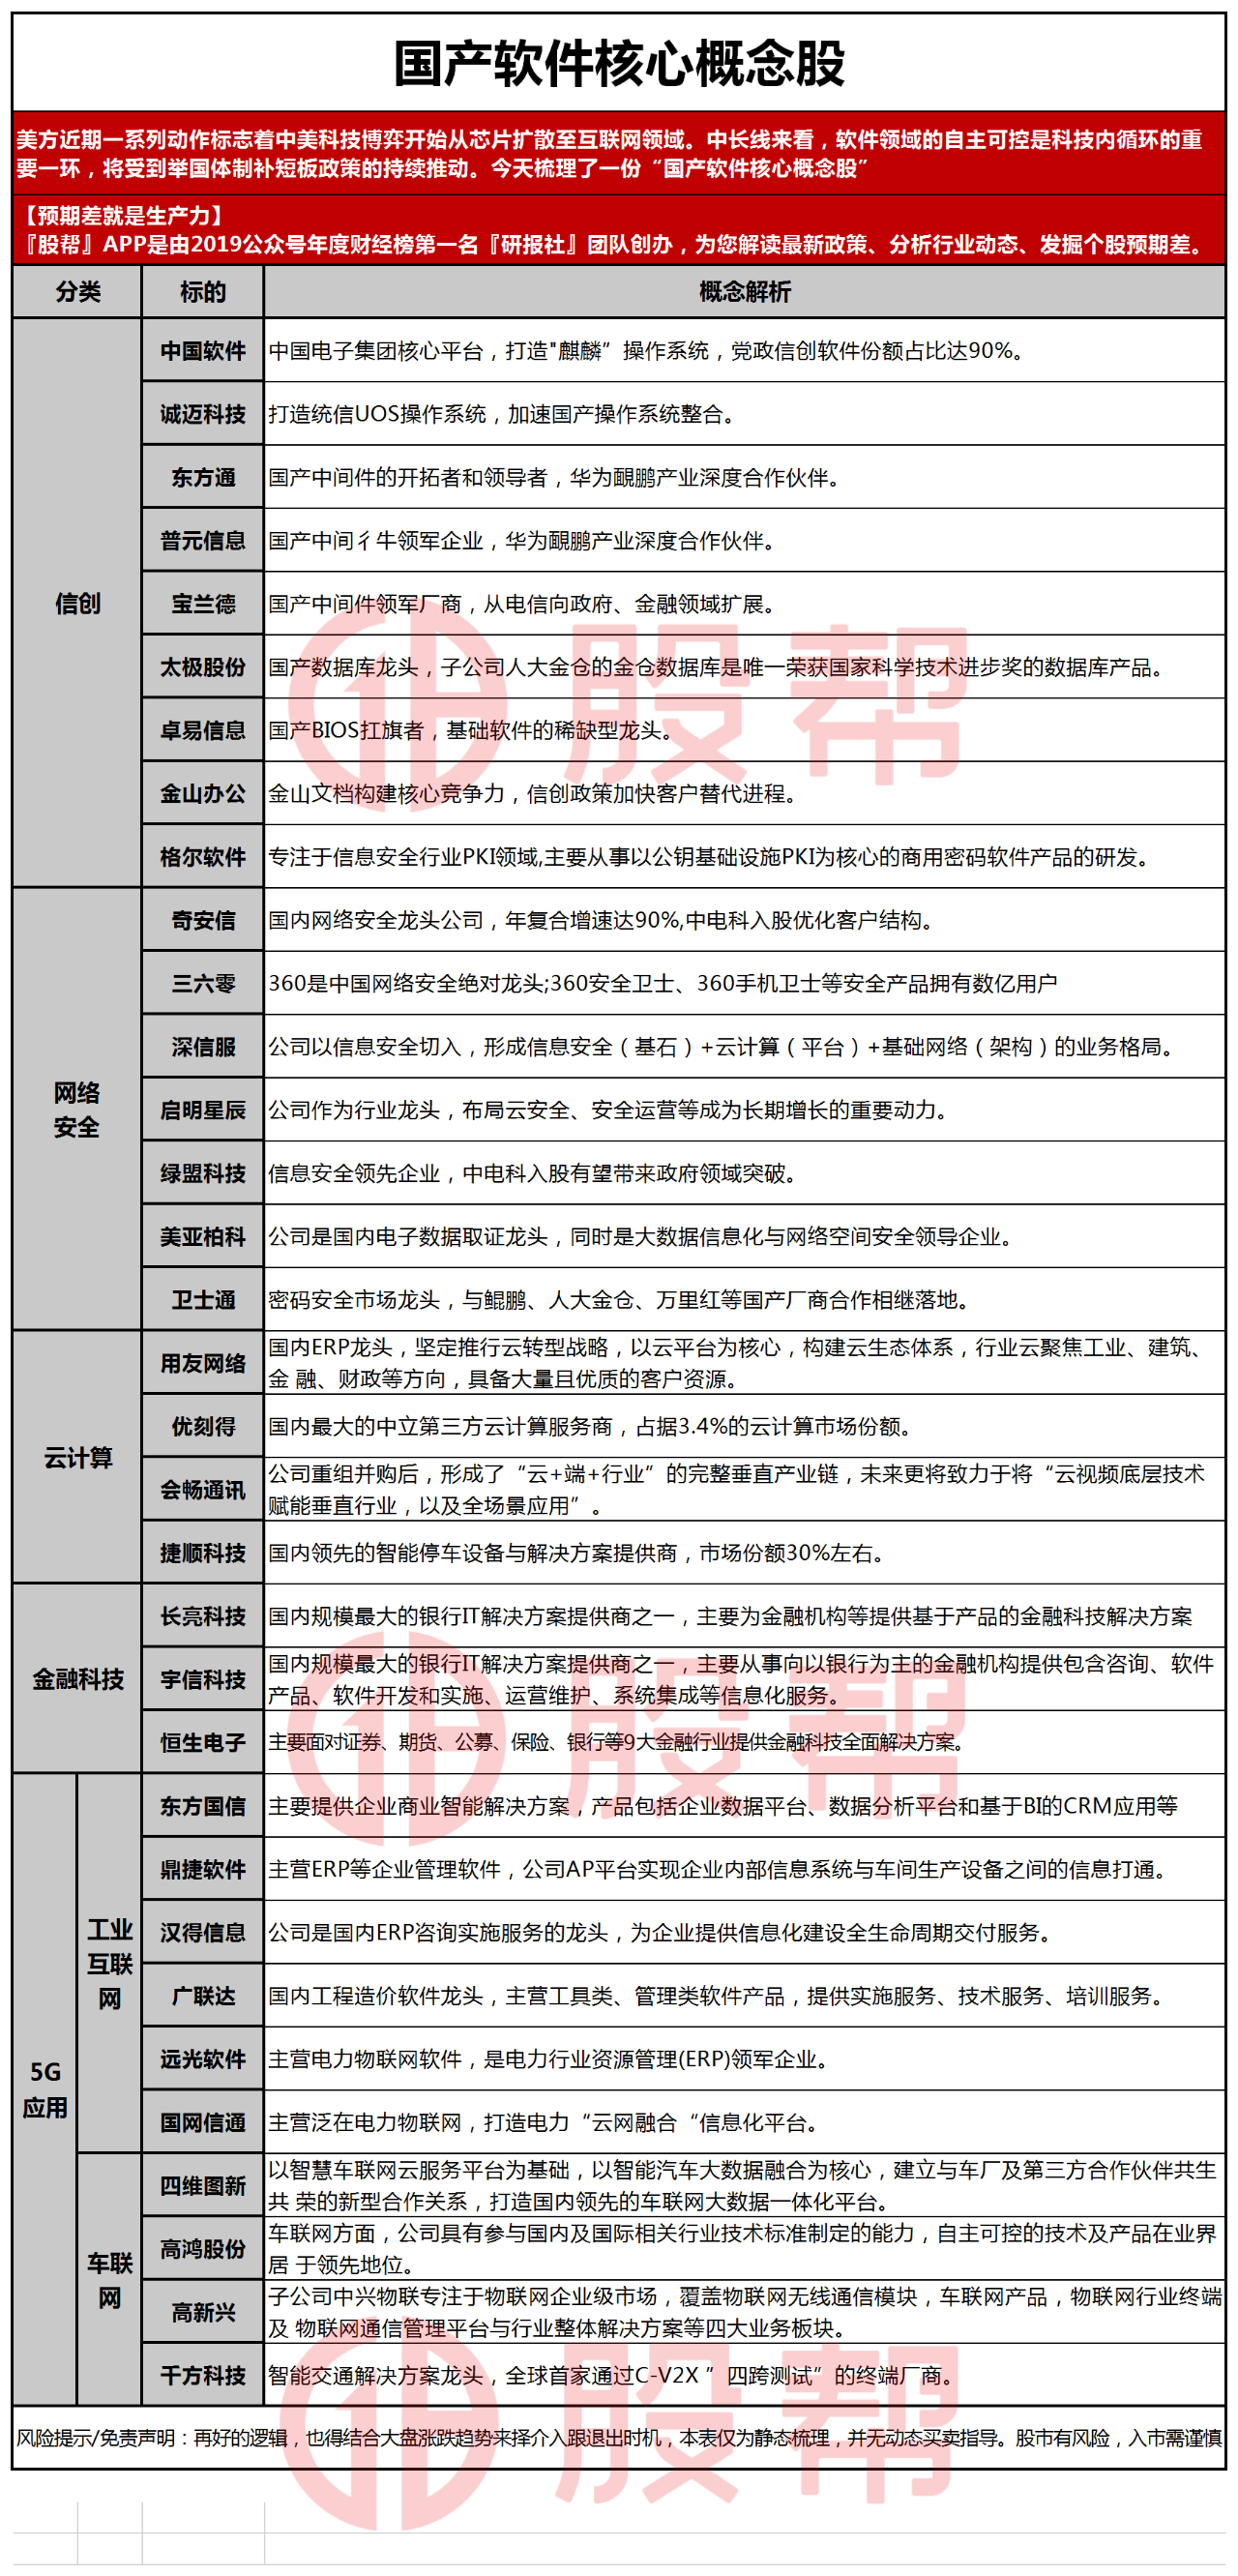 国产软件核心概念股
美方近期一系列动作标志着中美科技博弈开始从芯片扩散至互联网领域。中长线来看，软件领域的自主可控是科技内循环的重
要一环，将受到举国体制补短板政策的持续推动。今天梳理了一份“国产软件核心概念股”
【预期差就是生产力】
『股帮』APP是由2019公众号年度财经榜第一名『研报社』团队创办，为您解读最新政策、分析行业动态、发掘个股预期差。
分类 标的 概念解析
信创
中国软件 中国电子集团核心平台，打造"麒麟”操作系统，党政信创软件份额占比达90%。
诚迈科技 打造统信UOS操作系统，加速国产操作系统整合。
东方通 国产中间件的开拓者和领导者，华为覥鹏产业深度合作伙伴。
普元信息 国产中间彳牛领军企业，华为覥鹏产业深度合作伙伴。
宝兰德 国产中间件领军厂商，从电信向政府、金融领域扩展。
太极股份 国产数据库龙头，子公司人大金仓的金仓数据库是唯一荣获国家科学技术进步奖的数据库产品。
卓易信息 国产BIOS扛旗者，基础软件的稀缺型龙头。
金山办公 金山文档构建核心竞争力，信创政策加快客户替代进程。
格尔软件 专注于信息安全行业PKI领域,主要从事以公钥基础设施PKI为核心的商用密码软件产品的研发。
网络
安全
奇安信 国内网络安全龙头公司，年复合增速达90%,中电科入股优化客户结构。
三六零 360是中国网络安全绝对龙头;360安全卫士、360手机卫士等安全产品拥有数亿用户
深信服 公司以信息安全切入，形成信息安全（基石）+云计算（平台）+基础网络（架构）的业务格局。
启明星辰 公司作为行业龙头，布局云安全、安全运营等成为长期增长的重要动力。
绿盟科技 信息安全领先企业，中电科入股有望带来政府领域突破。
美亚柏科 公司是国内电子数据取证龙头，同时是大数据信息化与网络空间安全领导企业。
卫士通 密码安全市场龙头，与鲲鹏、人大金仓、万里红等国产厂商合作相继落地。
云计算
用友网络 国内ERP龙头，坚定推行云转型战略，以云平台为核心，构建云生态体系，行业云聚焦工业、建筑、
金 融、财政等方向，具备大量且优质的客户资源。
优刻得 国内最大的中立第三方云计算服务商，占据3.4%的云计算市场份额。
会畅通讯 公司重组并购后，形成了“云+端+行业”的完整垂直产业链，未来更将致力于将“云视频底层技术
赋能垂直行业，以及全场景应用”。
捷顺科技 国内领先的智能停车设备与解决方案提供商，市场份额30%左右。
金融科技
长亮科技 国内规模最大的银行IT解决方案提供商之一，主要为金融机构等提供基于产品的金融科技解决方案
宇信科技 国内规模最大的银行IT解决方案提供商之一，主要从事向以银行为主的金融机构提供包含咨询、软件
产品、软件开发和实施、运营维护、系统集成等信息化服务。
恒生电子 主要面对证券、期货、公募、保险、银行等9大金融行业提供金融科技全面解决方案。
5G
应用
工业
互联
网
东方国信 主要提供企业商业智能解决方案，产品包括企业数据平台、数据分析平台和基于BI的CRM应用等
鼎捷软件 主营ERP等企业管理软件，公司AP平台实现企业内部信息系统与车间生产设备之间的信息打通。
汉得信息 公司是国内ERP咨询实施服务的龙头，为企业提供信息化建设全生命周期交付服务。
广联达 国内工程造价软件龙头，主营工具类、管理类软件产品，提供实施服务、技术服务、培训服务。
远光软件 主营电力物联网软件，是电力行业资源管理(ERP)领军企业。
国网信通 主营泛在电力物联网，打造电力“云网融合“信息化平台。
车联
网
四维图新 以智慧车联网云服务平台为基础，以智能汽车大数据融合为核心，建立与车厂及第三方合作伙伴共生
共 荣的新型合作关系，打造国内领先的车联网大数据一体化平台。
高鸿股份 车联网方面，公司具有参与国内及国际相关行业技术标准制定的能力，自主可控的技术及产品在业界
居 于领先地位。
高新兴 子公司中兴物联专注于物联网企业级市场，覆盖物联网无线通信模块，车联网产品，物联网行业终端
及 物联网通信管理平台与行业整体解决方案等四大业务板块。
千方科技 智能交通解决方案龙头，全球首家通过C-V2X ”四跨测试”的终端厂商。
风险提示/免责声明：再好的逻辑，也得结合大盘涨跌趋势来择介入跟退出时机，本表仅为静态梳理，并无动态买卖指导。股市有风险，入市需谨慎
股帮
股帮
股帮